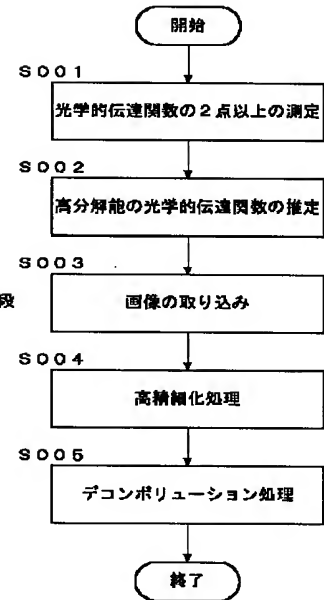 開始
S001
光学的伝達関数の2点以上の測定
S002
高分解能の光学的伝達関数の推定
S003
段
画像の取り込み
S004
高精細化処理
S005
デコンボリューション処理
終了